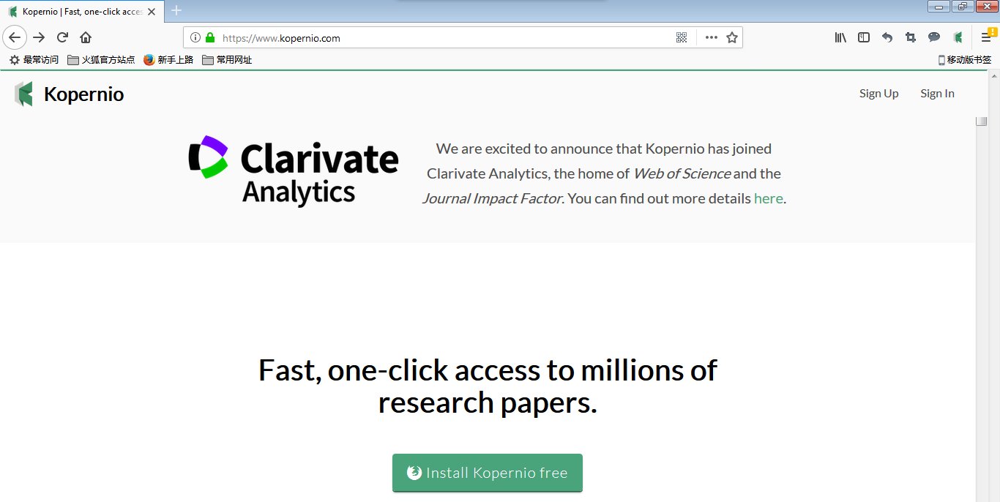 Kopernio | Fast, one-click acces
https://www.kopernio.com
最常访问 火狐官方站点 新手上路 常用网址 移动版书签
Kopernio
Sign Up Sign In
Clarivate
Analytics
We are excited to announce that Kopernio has joined
Clarivate Analytics, the home of Web of Science and the
Journal Impact Factor. You can find out more details here.
Fast, one-click access to millions of
research papers.
Install Kopernio free